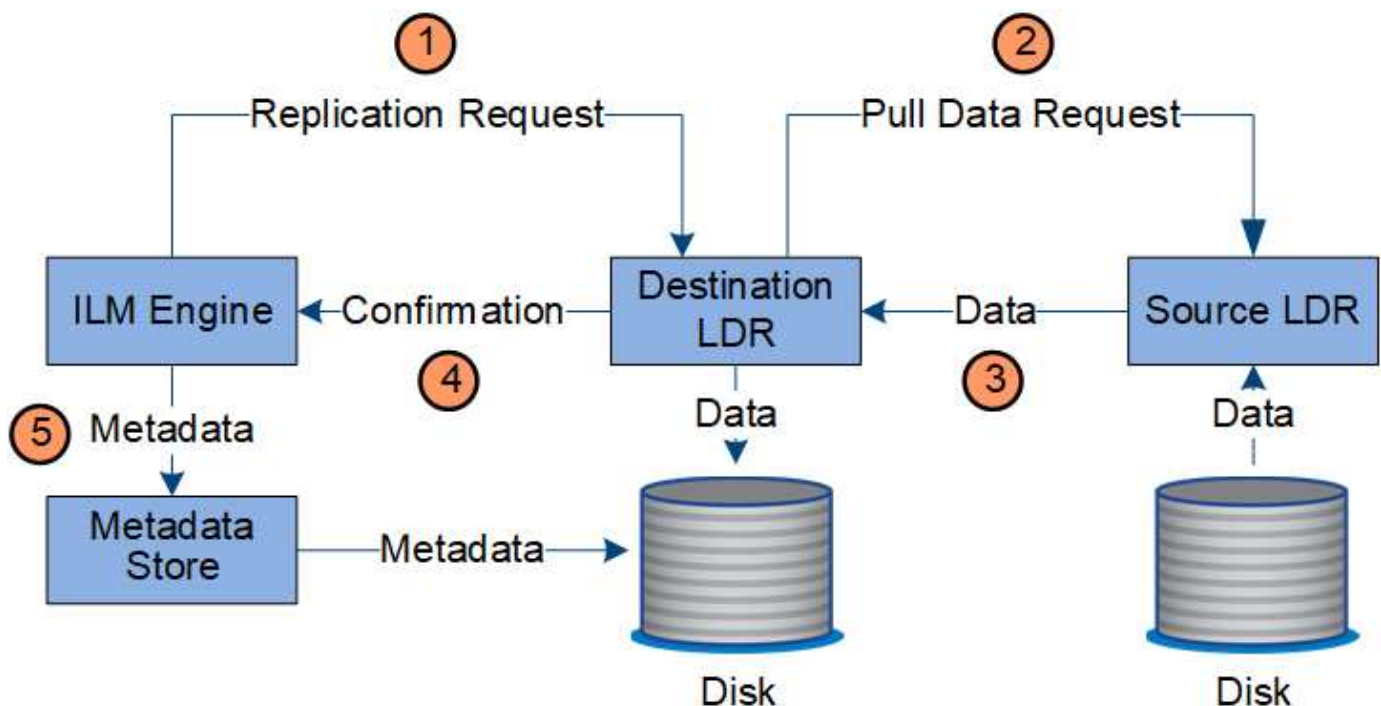 1
2
Replication Request
Pull Data Request
ILM Engine
Confirmation
Destination
LDR
Data
Source LDR
4
3
5
Metadata
Data
Data
Metadata
Store
Metadata
Disk
Disk